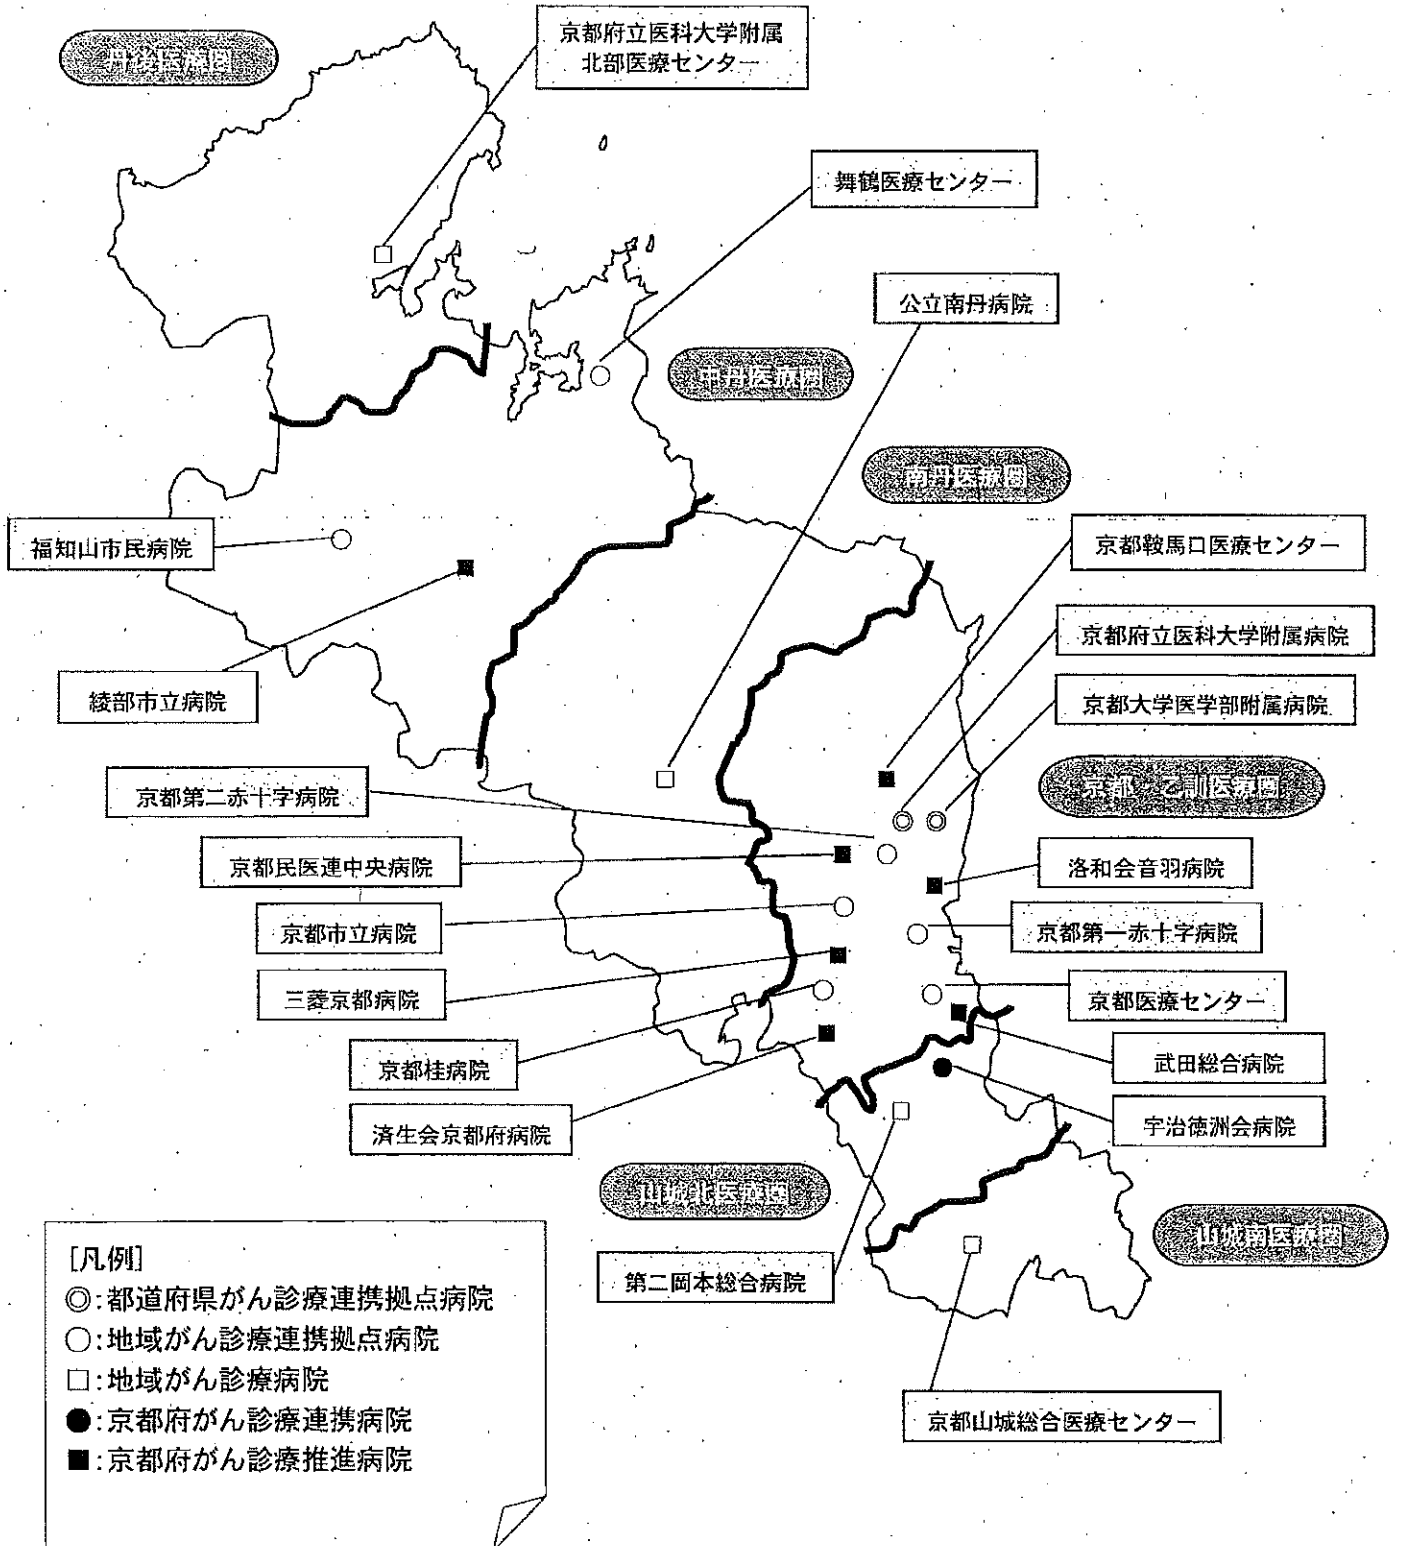 丹後医療圏
京都府立医科大学附属
北部医療センター
舞鶴医療センター
公立南丹病院
中丹医療圏
南丹医療圏
福知山市民病院
京都鞍馬口医療センター
京都府立医科大学附属病院
綾部市立病院
京都大学医学部附属病院
京都第二赤十字病院
京都・乙訓医療圏
京都民医連中央病院
洛和会音羽病院
京都市立病院
京都第一赤十字病院
三菱京都病院
京都医療センター
京都桂病院
武田総合病院
済生会京都府病院
宇治徳洲会病院
山城北医療圏
山城南医療圏
第二岡本総合病院
京都山城総合医療センター
[凡例]
◎:都道府県がん診療連携拠点病院
○:地域がん診療連携拠点病院
□:地域がん診療病院
●:京都府がん診療連携病院
■:京都府がん診療推進病院